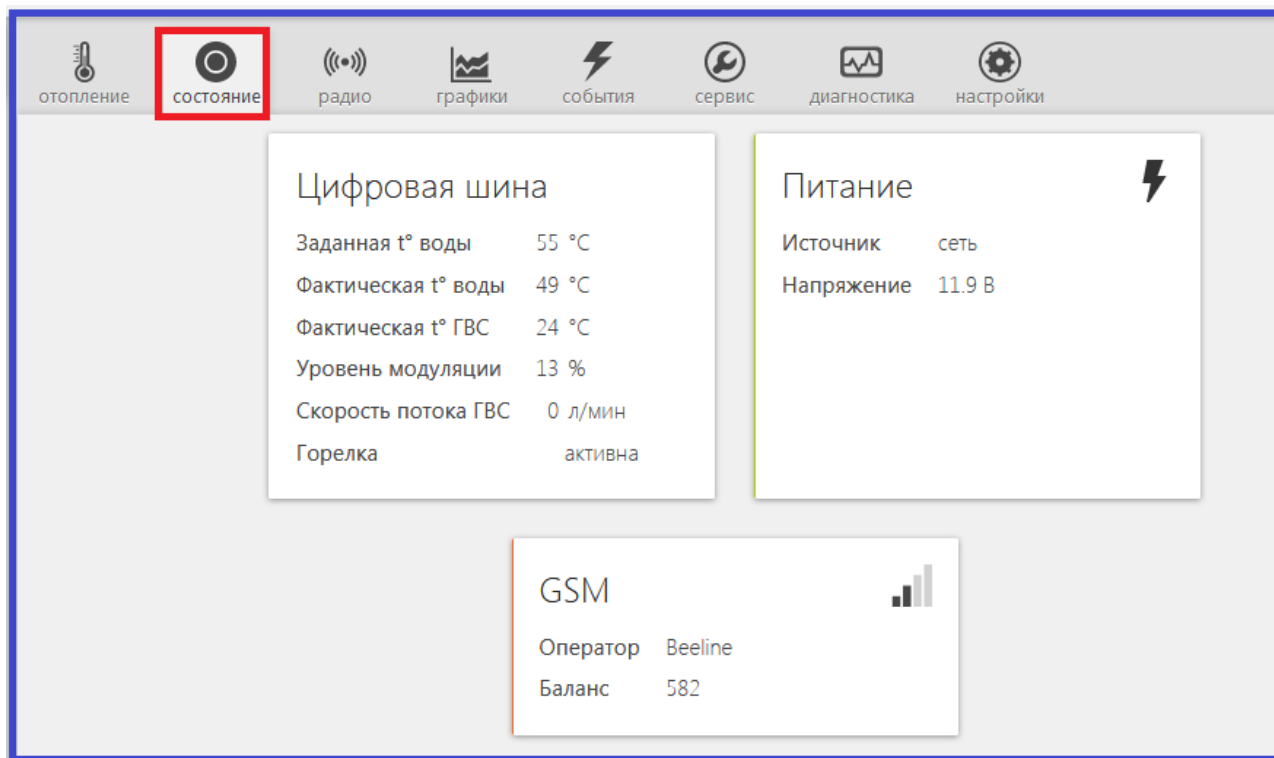 отопление состояние радио графики события сервис диагностика настройки
Цифровая шина
Заданная t° воды 55 °C
Фактическая t° воды 49 °C
Фактическая t° ГВС 24 °C
Уровень модуляции 13 %
Скорость потока ГВС 0 л/мин
Горелка активна
Питание
Источник сеть
Напряжение 11.9 В
GSM
Оператор Beeline
Баланс 582